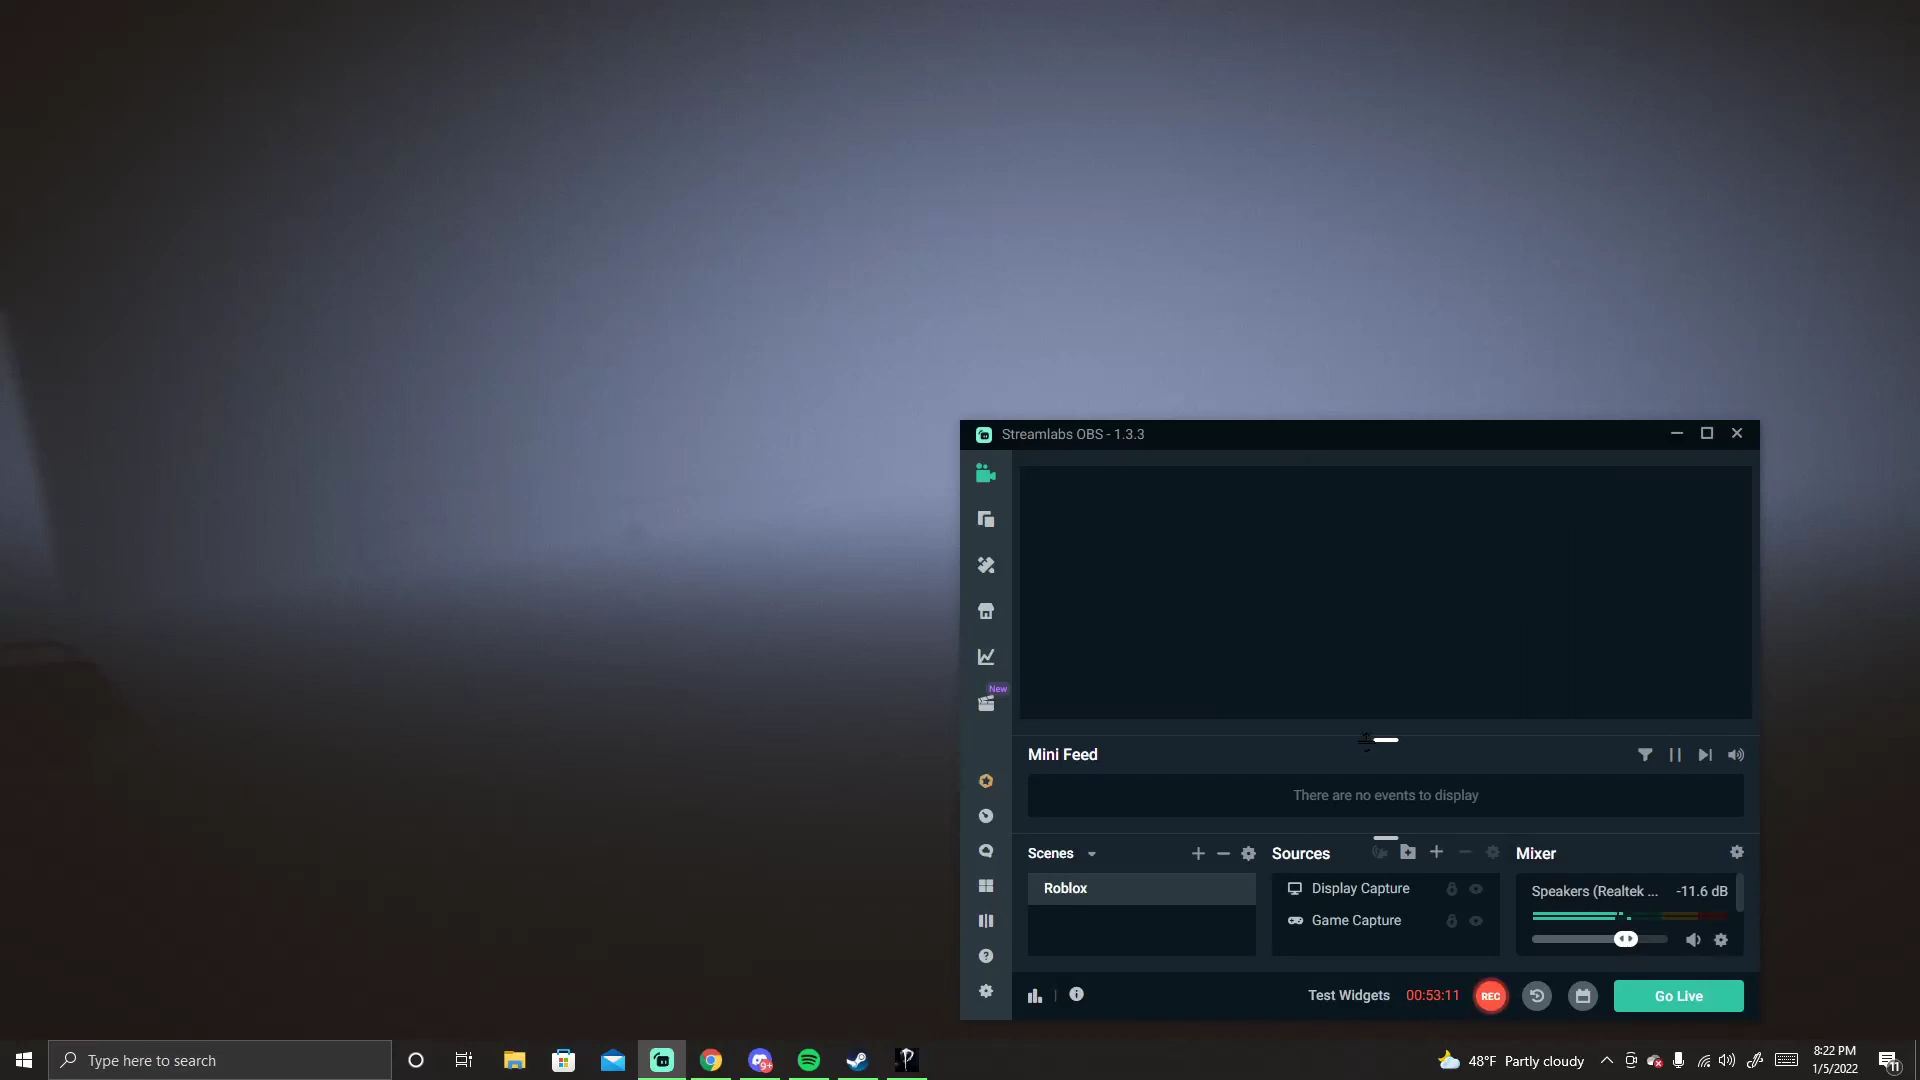 Streamlabs OBS - 1.3.3
New
Mini Feed
There are no events to display
Scenes
Sources
Mixer
Roblox
Display Capture
Game Capture
Speakers (Realtek ... -11.6 dB
Test Widgets 00:53:11 REC Go Live
Type here to search
9+
48°F Partly cloudy
8:22 PM
1/5/2022
11